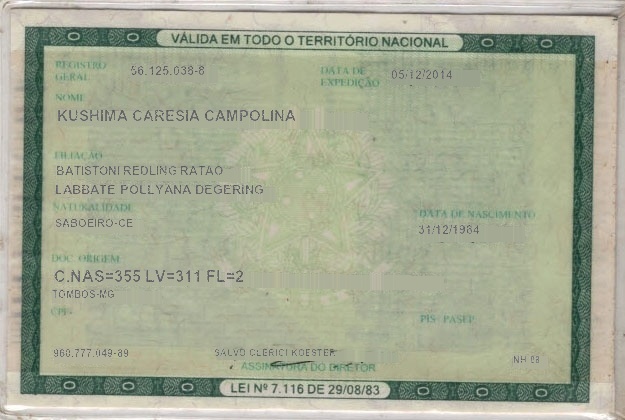 VÁLIDA EM TODO O TERRITÓRIO NACIONAL
REGISTRO GERAL 56.125.038-8 DATA DE EXPEDIÇÃO 05/12/2014
NOME
KUSHIMA CARESIA CAMPOLINA
FILIAÇÃO
BATISTONI REDLING RATAO
LABBATE POLLYANA DEGERING
NATURALIDADE DATA DE NASCIMENTO
SABOEIRO-CE 31/12/1984
DOC ORIGEM
C.NAS=355 LV=311 FL=2
TOMBOS-MG
CPF PIS- PASEP
960.777.049-89 SALVO CLERICI KOESTER NH
ASSINATURA DO DIRETOR
LEI Nº 7.116 DE 29/08/83